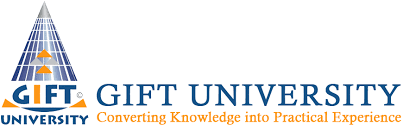 GIFT
©
UNIVERSITY
GIFT UNIVERSITY
Converting Knowledge into Practical Experience